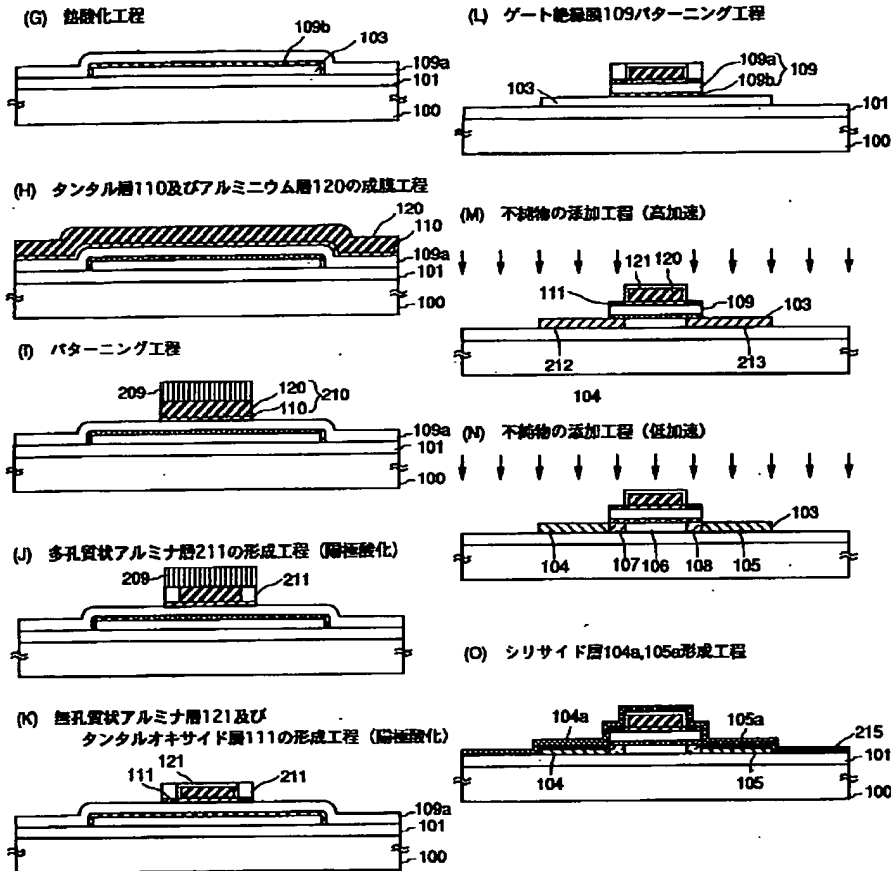 (G) 熱酸化工程
109b
103
109a
101
100
(H) タンタル層110及びアルミニウム層120の成膜工程
120
110
109a
101
100
(I) パターニング工程
209
120
110
210
109a
101
100
(J) 多孔質状アルミナ層211の形成工程（陽極酸化）
209
211
(K) 無孔質状アルミナ層121及び
タンタルオキサイド層111の形成工程（陽極酸化）
121
111
211
109a
101
100
(L) ゲート絶縁膜109パターニング工程
109a
109b
109
103
101
100
(M) 不純物の添加工程（高加速）
121
120
111
109
103
212
213
104
(N) 不純物の添加工程（低加速）
103
104
107
106
108
105
(O) シリサイド層104a,105a形成工程
104a
105a
215
101
104
105
100